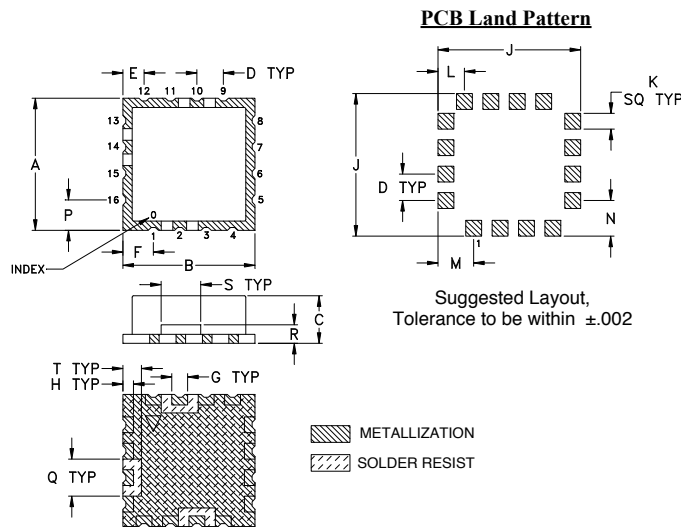 PCB Land Pattern
E
D TYP
12 11 10 9
13
14
15
16
8
7
6
5
A
P
0
1 2 3 4
INDEX
F
B
S TYP
C
R
T TYP
H TYP
G TYP
Q TYP
J
L
K
SQ TYP
J
D TYP
N
1
M
Suggested Layout,
Tolerance to be within ±.002
METALLIZATION
SOLDER RESIST